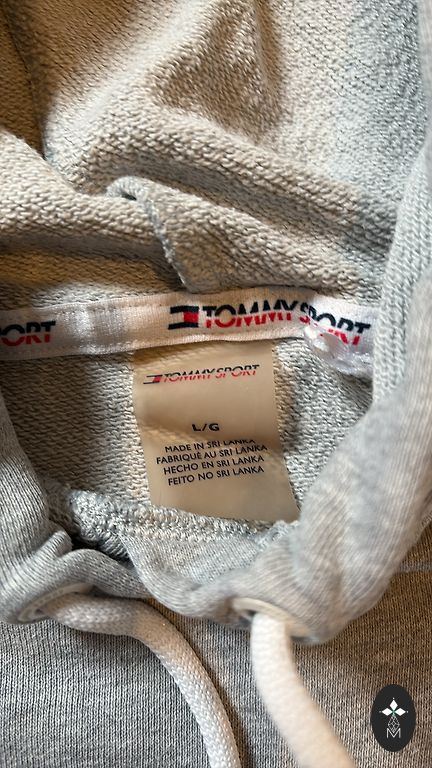 TOMMY SPORT
ORT
TOMMY SPORT
L/G
MADE IN SRI LANKA
FABRIQUÉ AU SRI LANKA
HECHO EN SRI LANKA
FEITO NO SRI LANKA
M